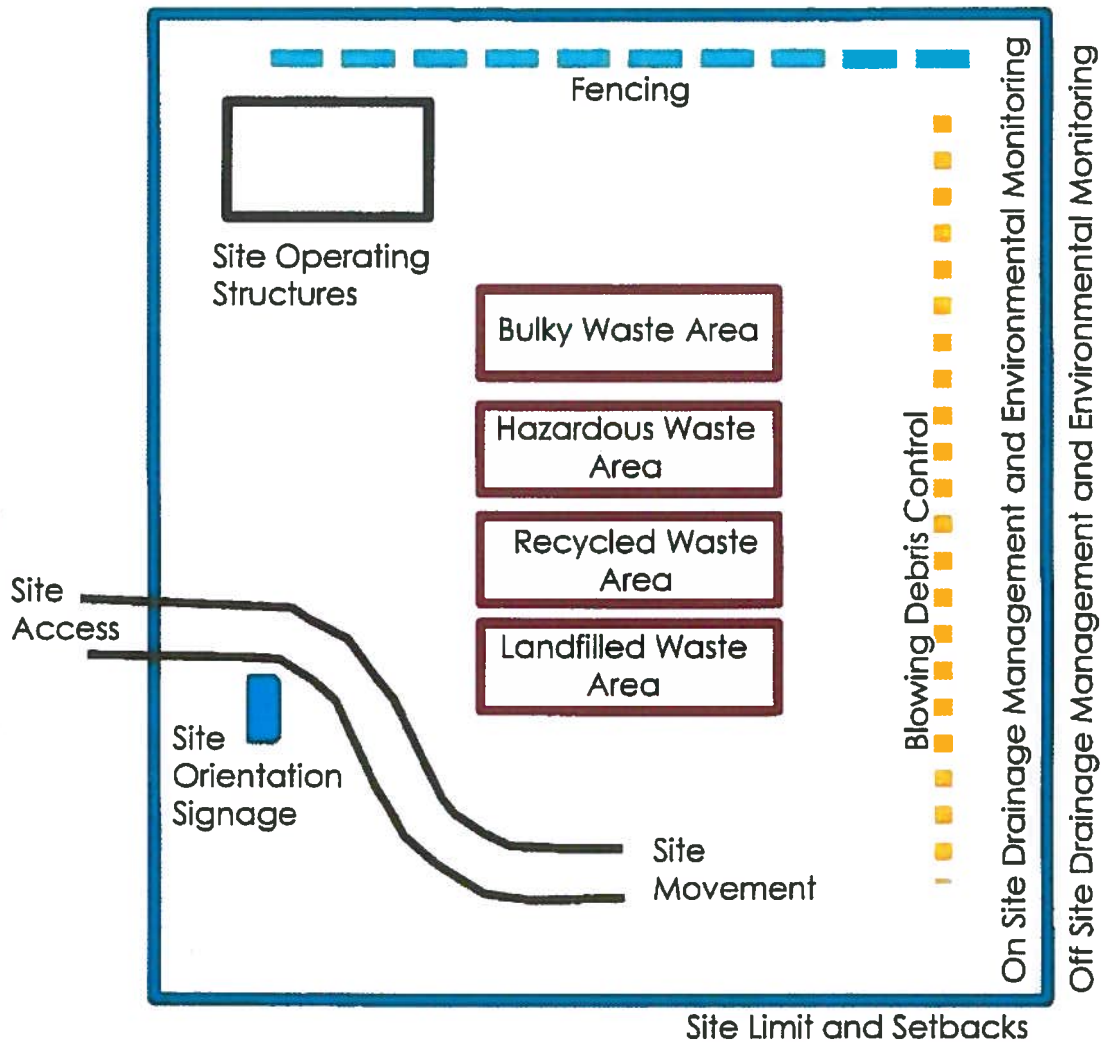 Fencing
Site Operating
Structures
Bulky Waste Area
Hazardous Waste
Area
Recycled Waste
Area
Landfilled Waste
Area
Site
Access
Site
Orientation
Signage
Site
Movement
Blowing Debris Control
On Site Drainage Management and Environmental Monitoring
Off Site Drainage Management and Environmental Monitoring
Site Limit and Setbacks